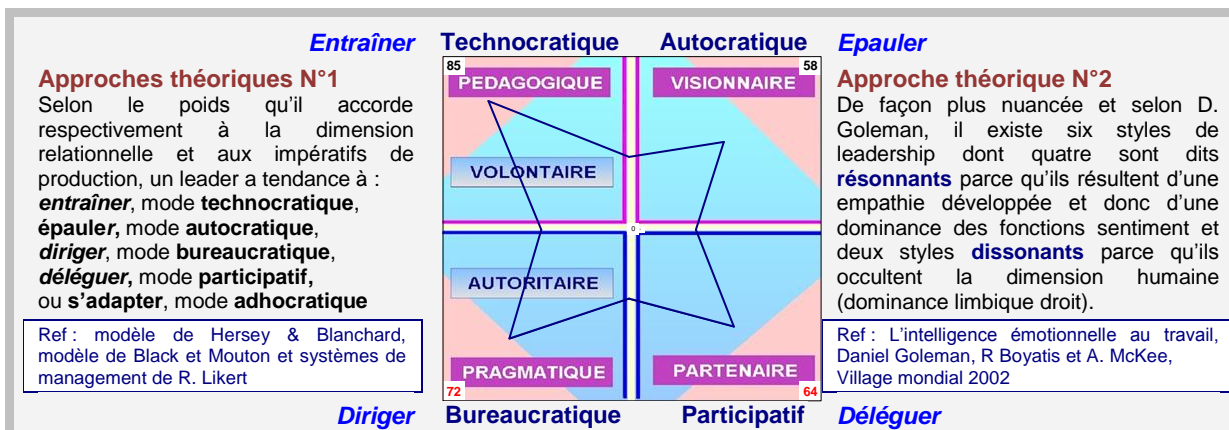 Entraîner Technocratique Autocratique Epauler
Approches théoriques N°1
Selon le poids qu'il accorde
respectivement à la dimension
relationnelle et aux impératifs de
production, un leader a tendance à :
entraîner, mode technocratique,
épauler, mode autocratique,
diriger, mode bureaucratique,
déléguer, mode participatif,
ou s'adapter, mode adhocratique
Ref : modèle de Hersey & Blanchard,
modèle de Black et Mouton et systèmes de
management de R. Likert
85
58
PEDAGOGIQUE
VISIONNAIRE
VOLONTAIRE
0
AUTORITAIRE
PRAGMATIQUE
PARTENAIRE
72
64
Approche théorique N°2
De façon plus nuancée et selon D.
Goleman, il existe six styles de
leadership dont quatre sont dits
résonnants parce qu'ils résultent d'une
empathie développée et donc d'une
dominance des fonctions sentiment et
deux styles dissonants parce qu'ils
occultent la dimension humaine
(dominance limbique droit).
Ref : L'intelligence émotionnelle au travail,
Daniel Goleman, R Boyatis et A. McKee,
Village mondial 2002
Diriger Bureaucratique Participatif Déléguer